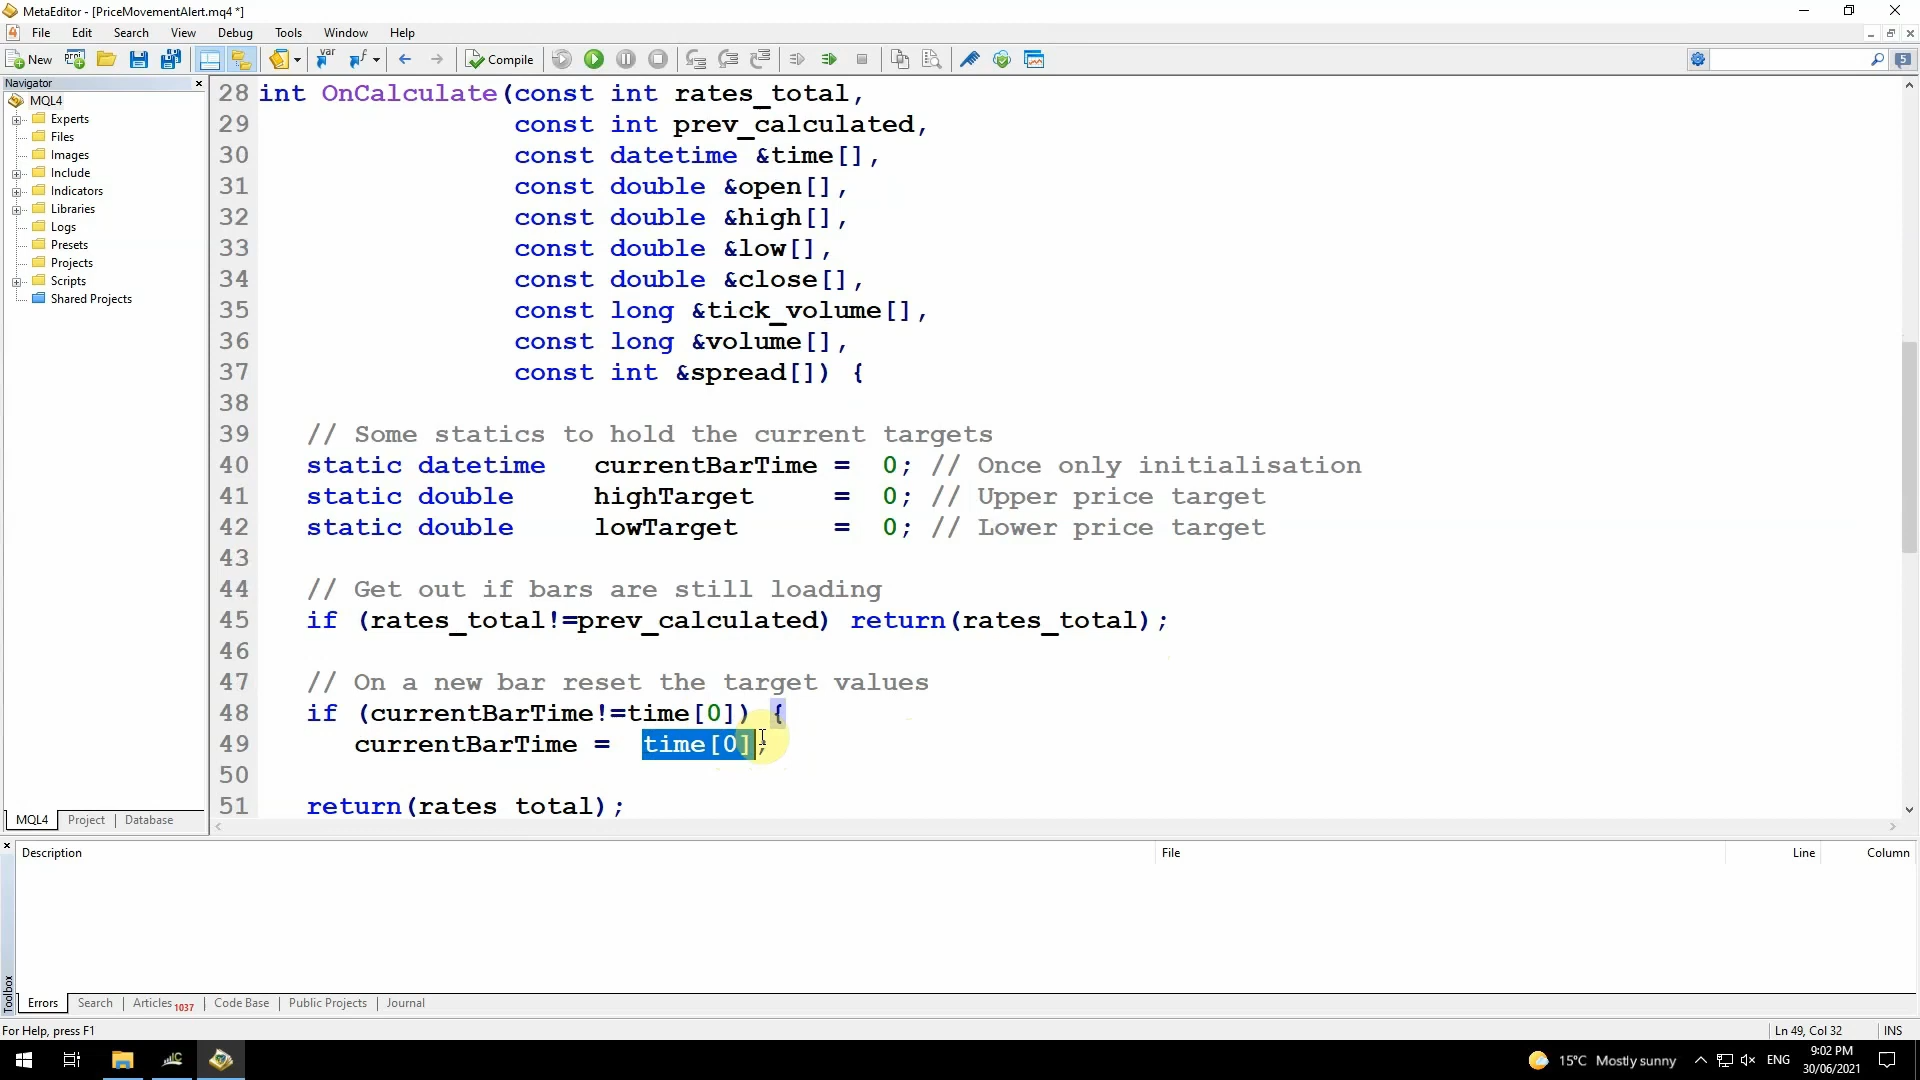 MetaEditor - [PriceMovementAlert.mq4 *]
File Edit Search View Debug Tools Window Help
New Compile 5
Navigator
MQL4
Experts
Files
Images
Include
Indicators
Libraries
Logs
Presets
Projects
Scripts
Shared Projects
MQL4 Project Database
28 int OnCalculate(const int rates_total,
29 const int prev_calculated,
30 const datetime &time[],
31 const double &open[],
32 const double &high[],
33 const double &low[],
34 const double &close[],
35 const long &tick_volume[],
36 const long &volume[],
37 const int &spread[]) {
38
39 // Some statics to hold the current targets
40 static datetime currentBarTime = 0; // Once only initialisation
41 static double highTarget = 0; // Upper price target
42 static double lowTarget = 0; // Lower price target
43
44 // Get out if bars are still loading
45 if (rates_total!=prev_calculated) return(rates_total);
46
47 // On a new bar reset the target values
48 if (currentBarTime!=time[0]) {
49 currentBarTime = time[0];
50
51 return(rates total);
Description File Line Column
Toolbox
Errors Search Articles 1037 Code Base Public Projects Journal
For Help, press F1 Ln 49, Col 32 INS
15°C Mostly sunny ENG 9:02 PM
30/06/2021